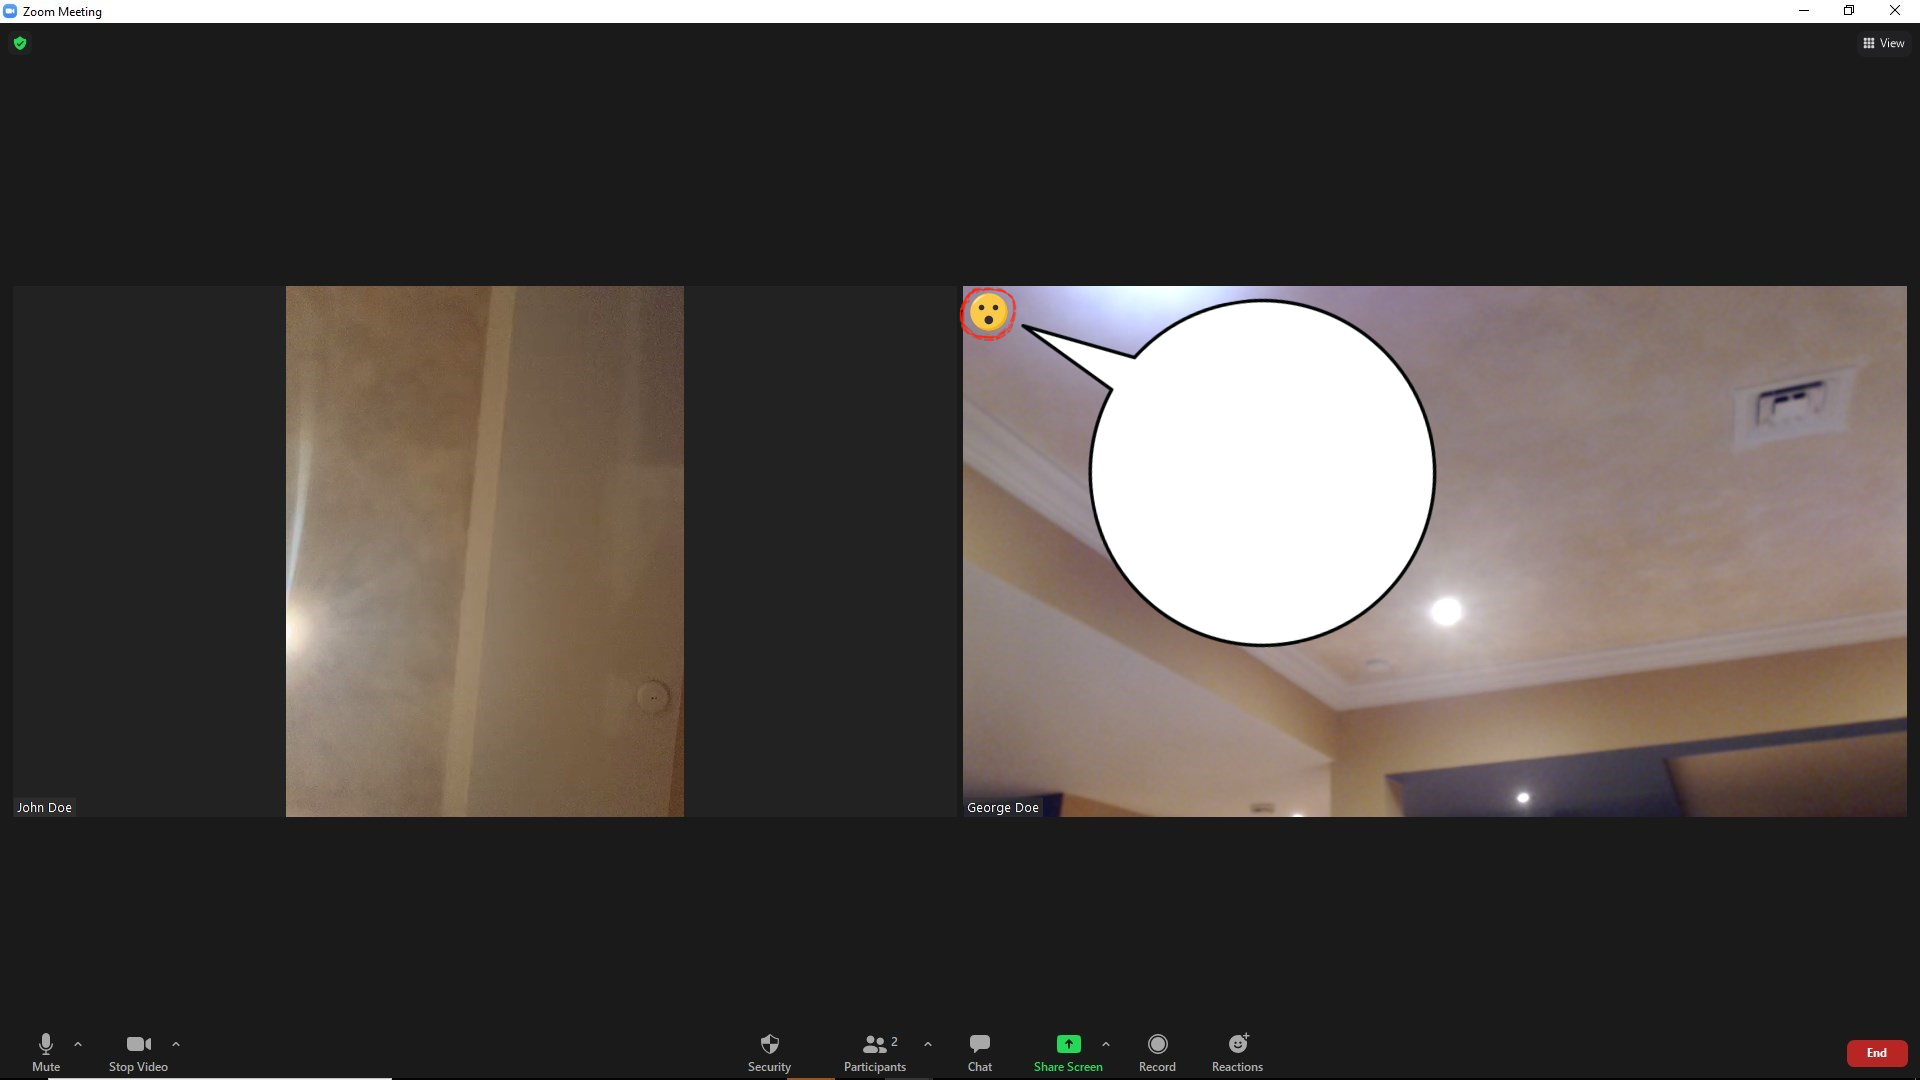 Zoom Meeting
View
John Doe
George Doe
Mute
Stop Video
Security
Participants
2
Chat
Share Screen
Record
Reactions
End